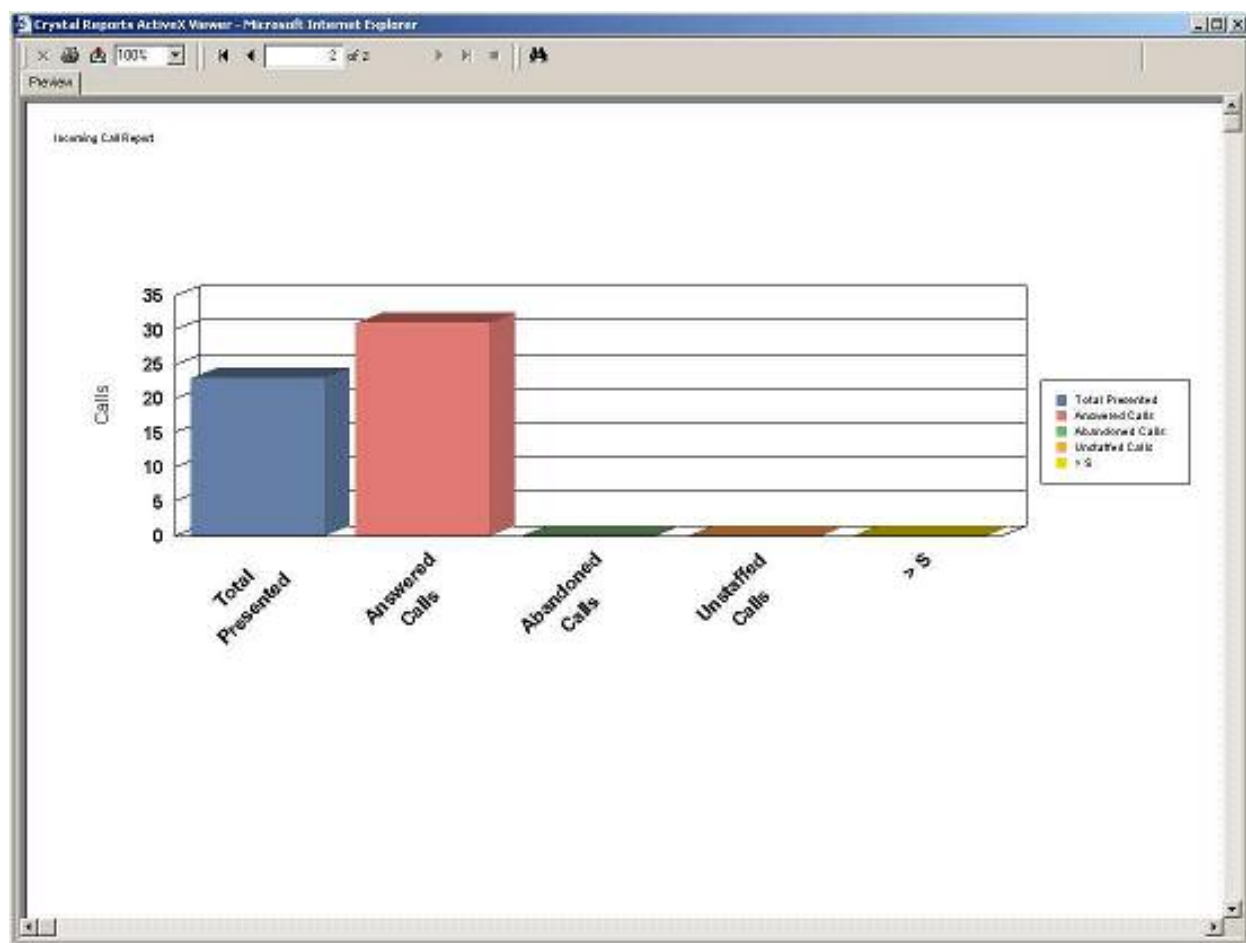 Crystal Reports ActiveX Viewer - Microsoft Internet Explorer
100%
2 of 2
Preview
Incoming Call Report
35
30
25
20
15
10
5
0
Calls
Total
Presented
Answered
Calls
Abandoned
Calls
Unstaffed
Calls
> S
Total Presented
Answered Calls
Abandoned Calls
Unstaffed Calls
> S